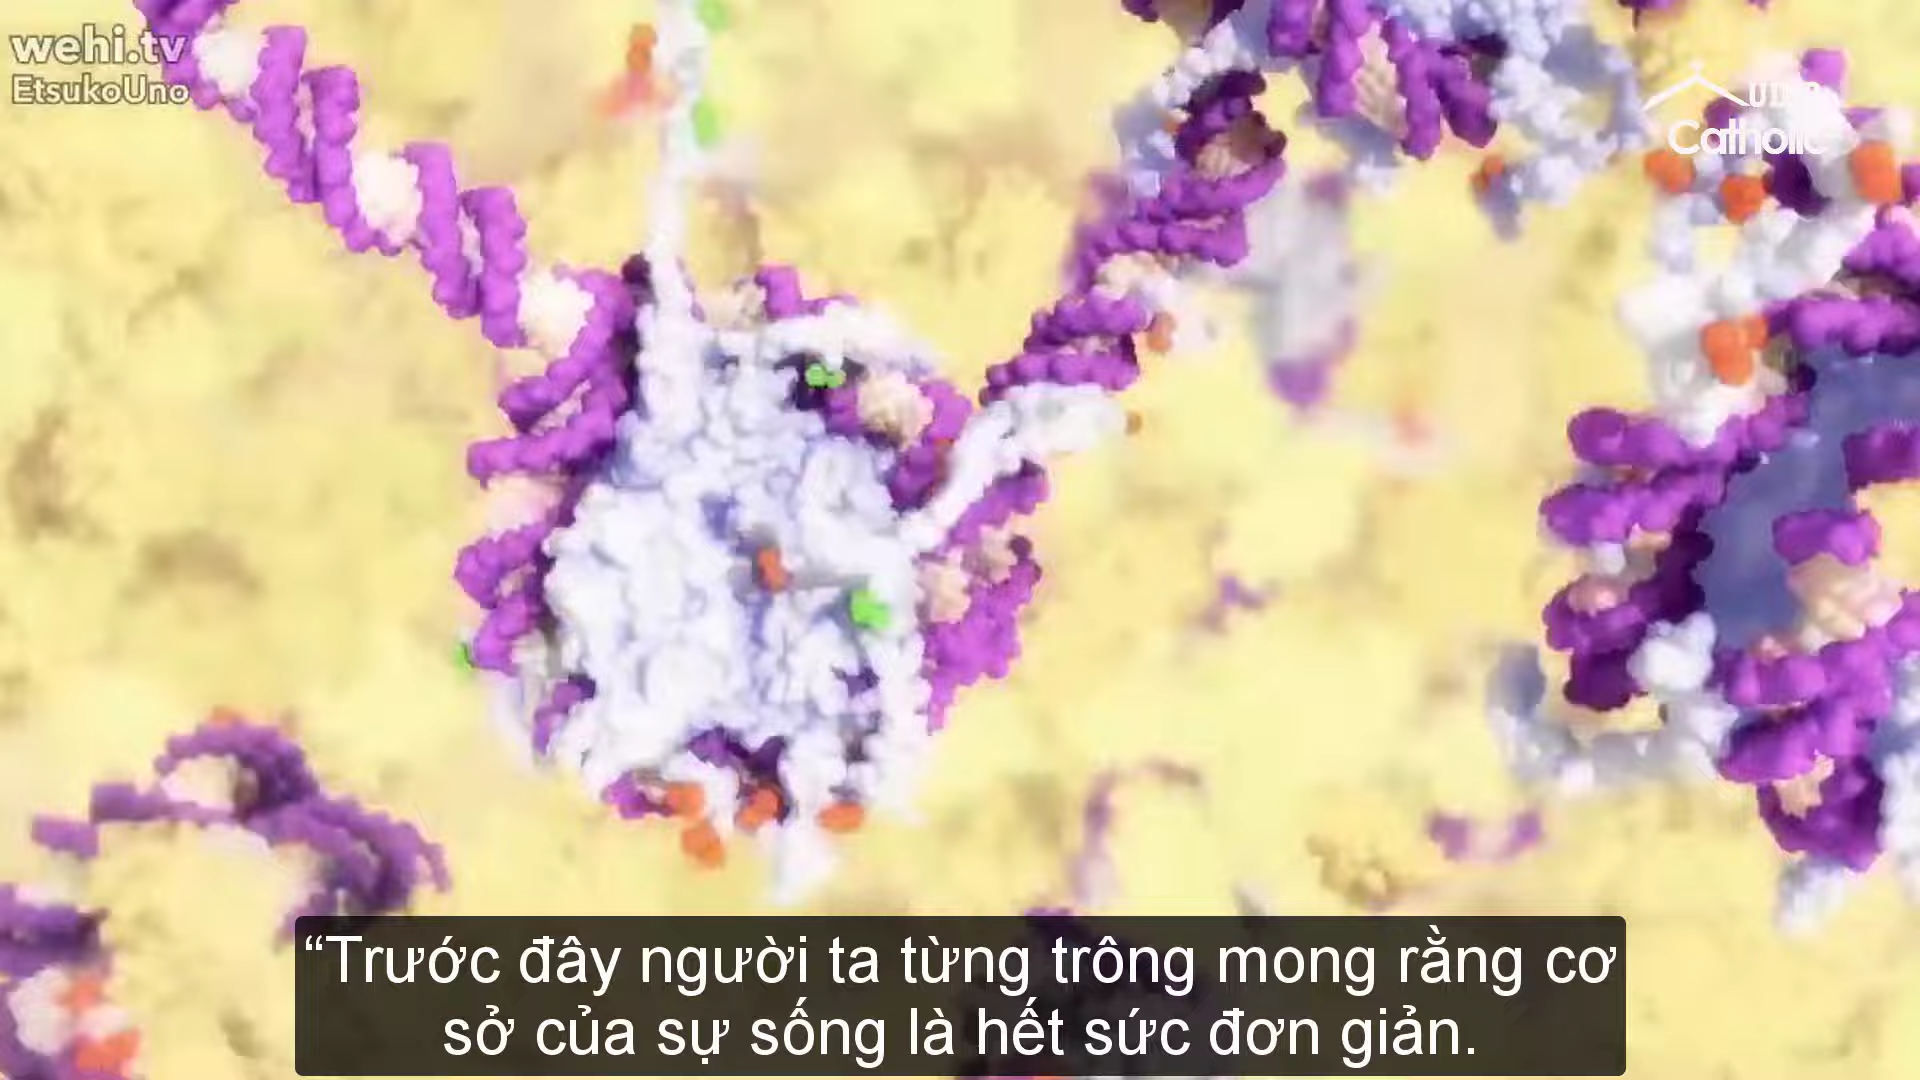 wehi.tv
EtsukoUno
Catholic
“Trước đây người ta từng trông mong rằng cơ
sở của sự sống là hết sức đơn giản.